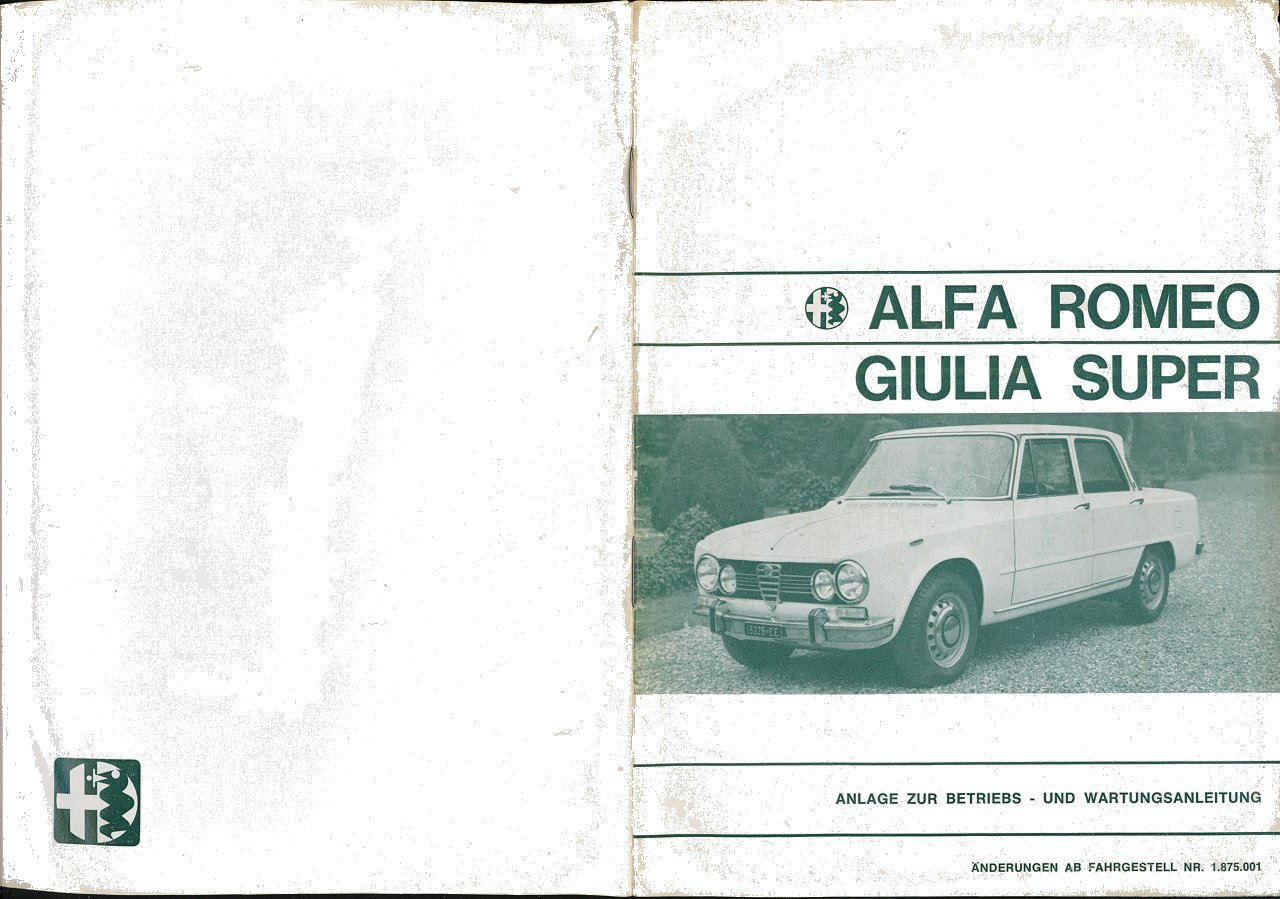 ALFA ROMEO
GIULIA SUPER
ANLAGE ZUR BETRIEBS - UND WARTUNGSANLEITUNG
ÄNDERUNGEN AB FAHRGESTELL NR. 1.875.001